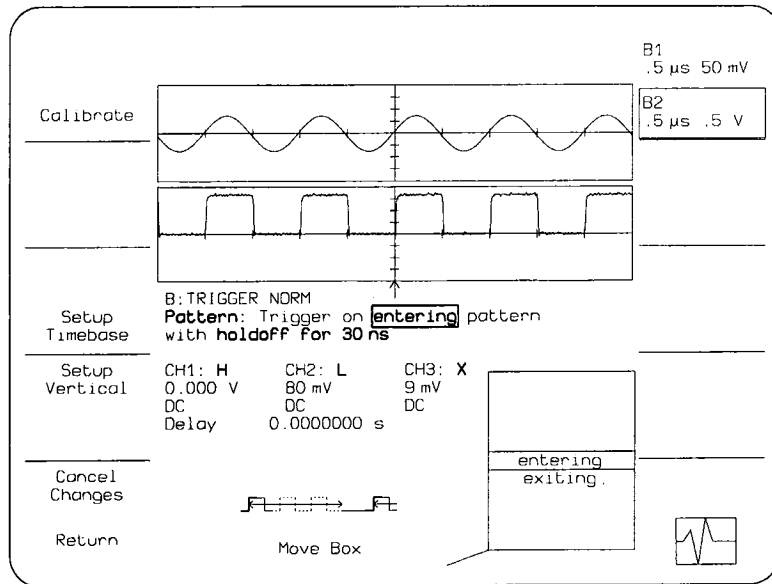 B1
.5 µs 50 mV
B2
.5 µs .5 V
Calibrate
B:TRIGGER NORM
Pattern: Trigger on entering pattern
with holdoff for 30 ns
Setup
Timebase
Setup
Vertical
CH1: H CH2: L CH3: X
0.000 V 80 mV 9 mV
DC DC DC
Delay 0.0000000 s
entering
exiting.
Cancel
Changes
Return
Move Box